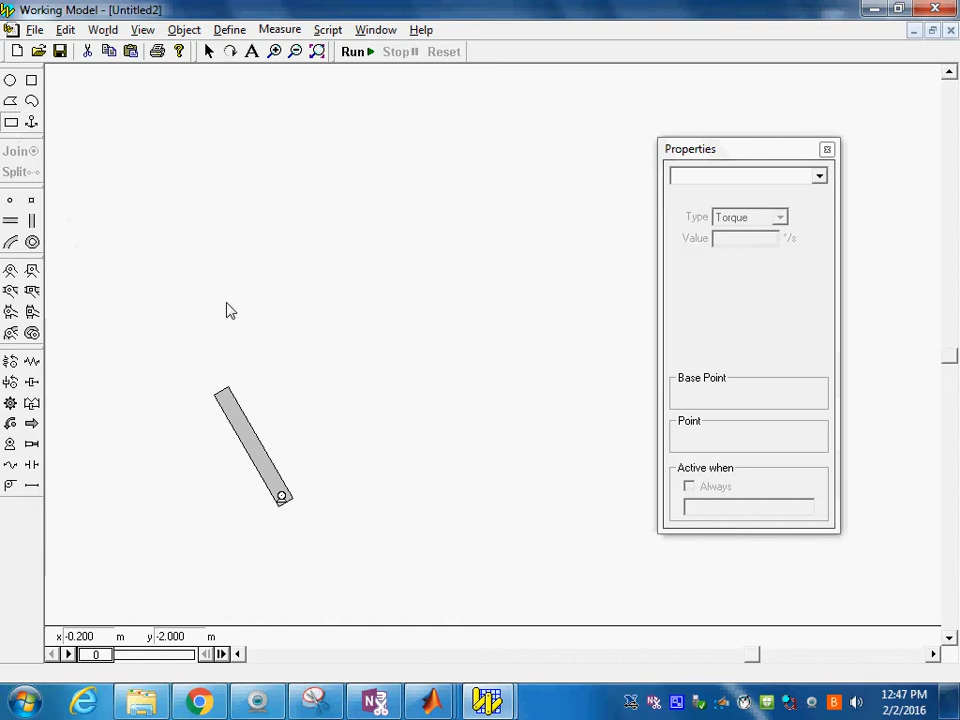 Working Model - [Untitled2]
File Edit World View Object Define Measure Script Window Help
Run Stop Reset
Join
Split
Properties
Type Torque
Value °/s
Base Point
Point
Active when
Always
x -0.200 m y -2.000 m
0
12:47 PM
2/2/2016